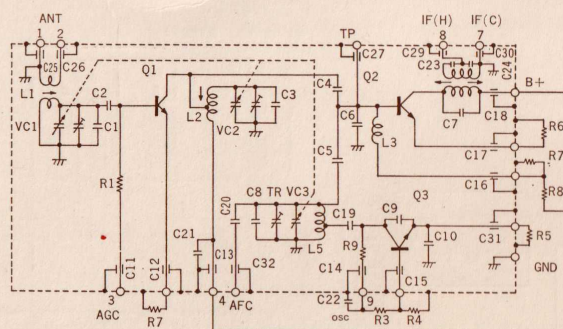 ANT
1 2
TP
IF(H) IF(C)
8 7
C25 C26
C27
C29 C30
C23
C24
Q1
Q2
L1
C2
C4
B+
VC1
C1
L2
VC2
C3
C6
C7
C18
L3
R6
C17
C5
R7
R1
C16
R8
Q3
C20
C8 TR VC3
C9
C19
C21
L5
R9
C10
C31
R5
C11
C12
C13
C32
C14
C15
GND
3
4
AFC
C22
9
AGC
R7
OSC
R3
R4